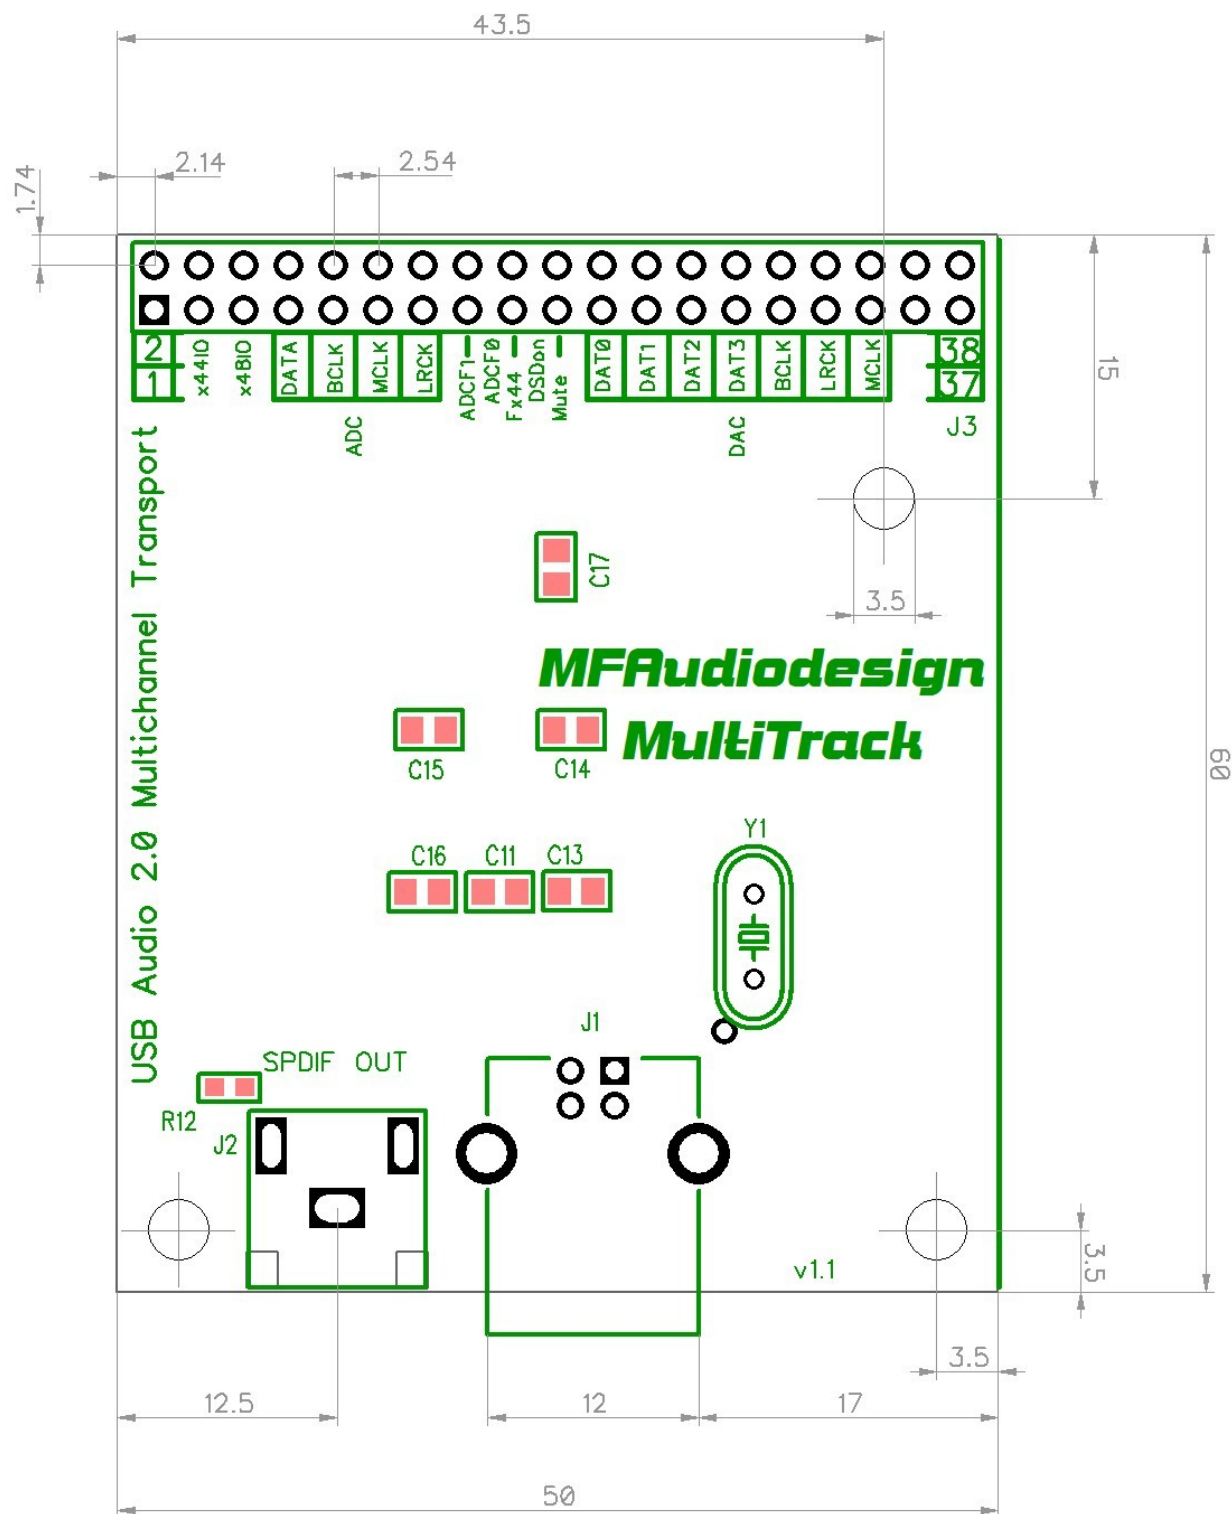 43.5
2.14
2.54
1.74
2
1
x44IO
x48IO
DATA
BCLK
MCLK
LRCK
ADCF1
ADCF0
Fx44
DSDon
Mute
DAT0
DAT1
DAT2
DAT3
BCLK
LRCK
MCLK
38
37
ADC
DAC
J3
15
USB Audio 2.0 Multichannel Transport
C17
3.5
MFAudiodesign
MultiTrack
C15
C14
60
Y1
C16
C11
C13
J1
SPDIF OUT
R12
J2
v1.1
3.5
3.5
12.5
12
17
50